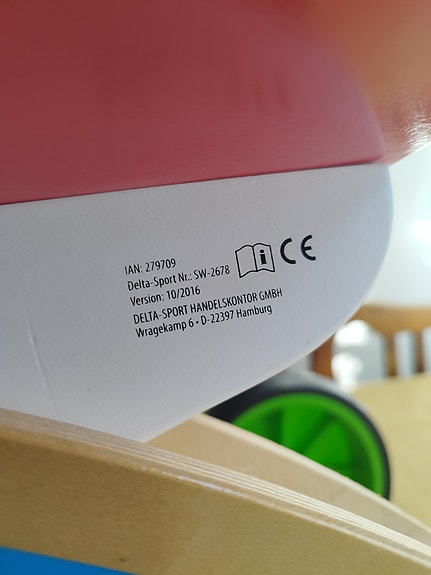 IAN: 279709
Delta-Sport Nr.: SW-2678
Version: 10/2016
DELTA-SPORT HANDELSKONTOR GMBH
Wragekamp 6 • D-22397 Hamburg
i
CE